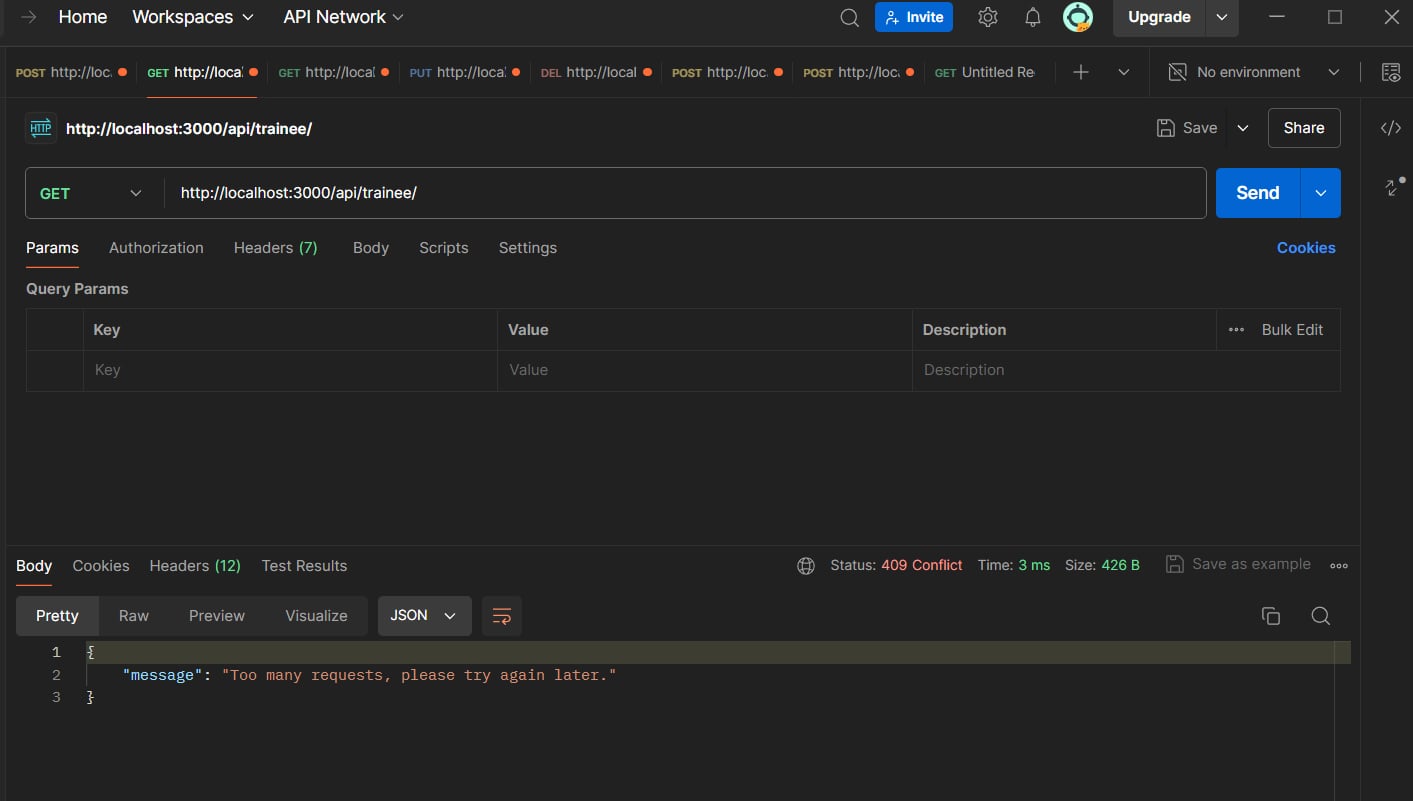 Home Workspaces API Network Invite Upgrade
POST http://loc. GET http://local GET http://local PUT http://local DEL http://local POST http://loc. POST http://loc. GET Untitled Re No environment
HTTP http://localhost:3000/api/trainee/ Save Share </>
GET http://localhost:3000/api/trainee/ Send
Params Authorization Headers (7) Body Scripts Settings Cookies
Query Params
Key Value Description Bulk Edit
Key Value Description
Body Cookies Headers (12) Test Results Status: 409 Conflict Time: 3 ms Size: 426 B Save as example
Pretty Raw Preview Visualize JSON
1 {
2 "message": "Too many requests, please try again later."
3 }